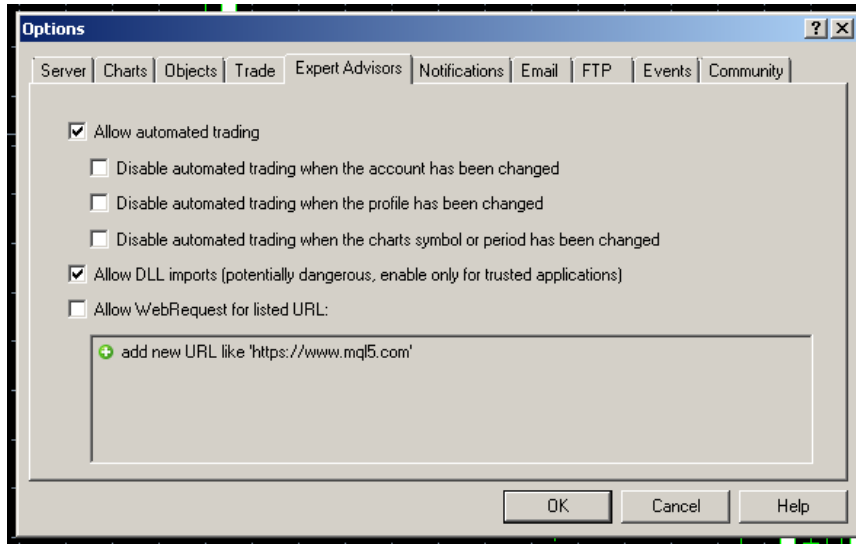 Options
Server Charts Objects Trade Expert Advisors Notifications Email FTP Events Community
Allow automated trading
Disable automated trading when the account has been changed
Disable automated trading when the profile has been changed
Disable automated trading when the charts symbol or period has been changed
Allow DLL imports (potentially dangerous, enable only for trusted applications)
Allow WebRequest for listed URL:
add new URL like 'https://www.mql5.com'
OK Cancel Help